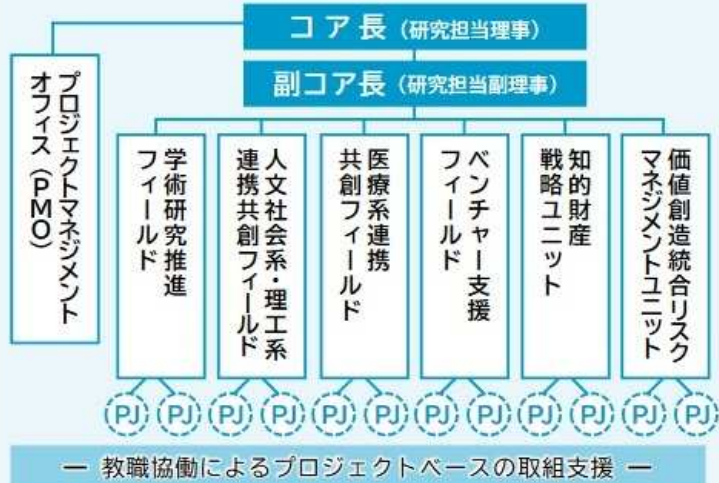 コア長（研究担当理事）
副コア長（研究担当副理事）
プロジェクトマネジメント
オフィス（PMO）
学術研究推進
フィールド
人文社会系・理工系
連携共創フィールド
医療系連携
共創フィールド
ベンチャー支援
フィールド
知的財産
戦略ユニット
価値創造統合リスク
マネジメントユニット
PJ PJ PJ PJ PJ PJ PJ PJ PJ PJ PJ PJ
― 教職協働によるプロジェクトベースの取組支援 ―